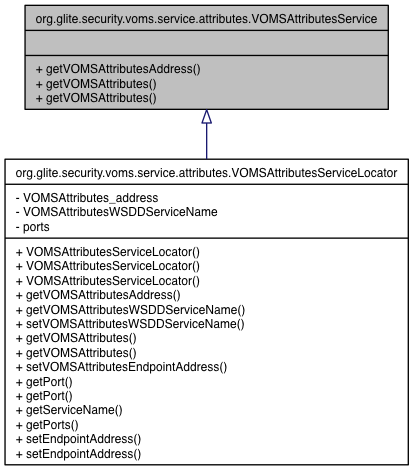 org.glite.security.voms.service.attributes.VOMSAttributesService
+ getVOMSAttributesAddress()
+ getVOMSAttributes()
+ getVOMSAttributes()
org.glite.security.voms.service.attributes.VOMSAttributesServiceLocator
- VOMSAttributes_address
- VOMSAttributesWSDDServiceName
- ports
+ VOMSAttributesServiceLocator()
+ VOMSAttributesServiceLocator()
+ VOMSAttributesServiceLocator()
+ getVOMSAttributesAddress()
+ getVOMSAttributesWSDDServiceName()
+ setVOMSAttributesWSDDServiceName()
+ getVOMSAttributes()
+ getVOMSAttributes()
+ setVOMSAttributesEndpointAddress()
+ getPort()
+ getPort()
+ getServiceName()
+ getPorts()
+ setEndpointAddress()
+ setEndpointAddress()